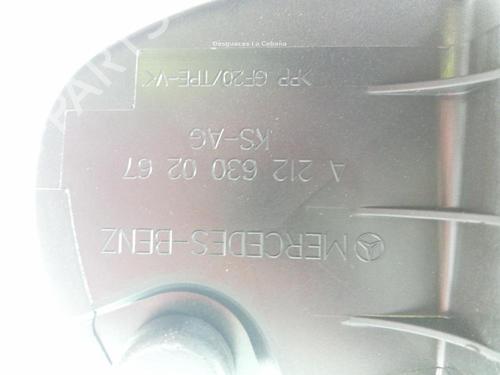 MERCEDES-BENZ
A 212 630 02 67
KS-AG
>PP GF20/TPE-V<
Desguaces La Cabaña